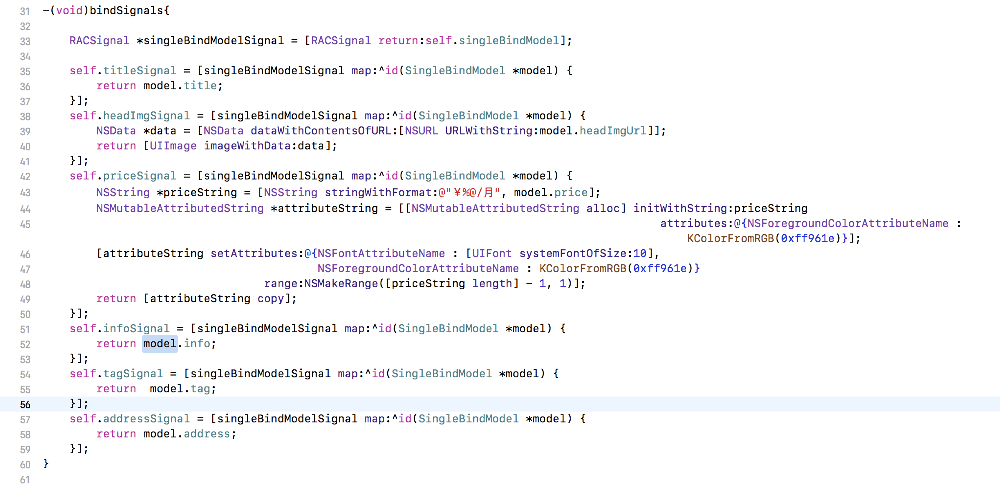 31 -(void)bindSignals{
32
33     RACSignal *singleBindModelSignal = [RACSignal return:self.singleBindModel];
34
35     self.titleSignal = [singleBindModelSignal map:^id(SingleBindModel *model) {
36         return model.title;
37     }];
38     self.headImgSignal = [singleBindModelSignal map:^id(SingleBindModel *model) {
39         NSData *data = [NSData dataWithContentsOfURL:[NSURL URLWithString:model.headImgUrl]];
40         return [UIImage imageWithData:data];
41     }];
42     self.priceSignal = [singleBindModelSignal map:^id(SingleBindModel *model) {
43         NSString *priceString = [NSString stringWithFormat:@"¥%@/月", model.price];
44         NSMutableAttributedString *attributeString = [[NSMutableAttributedString alloc] initWithString:priceString
45                                                                                             attributes:@{NSForegroundColorAttributeName :
                                                                                                KColorFromRGB(0xff961e)}];
46         [attributeString setAttributes:@{NSFontAttributeName : [UIFont systemFontOfSize:10],
47                                          NSForegroundColorAttributeName : KColorFromRGB(0xff961e)}
48                                  range:NSMakeRange([priceString length] - 1, 1)];
49         return [attributeString copy];
50     }];
51     self.infoSignal = [singleBindModelSignal map:^id(SingleBindModel *model) {
52         return model.info;
53     }];
54     self.tagSignal = [singleBindModelSignal map:^id(SingleBindModel *model) {
55         return  model.tag;
56     }];
57     self.addressSignal = [singleBindModelSignal map:^id(SingleBindModel *model) {
58         return model.address;
59     }];
60 }
61